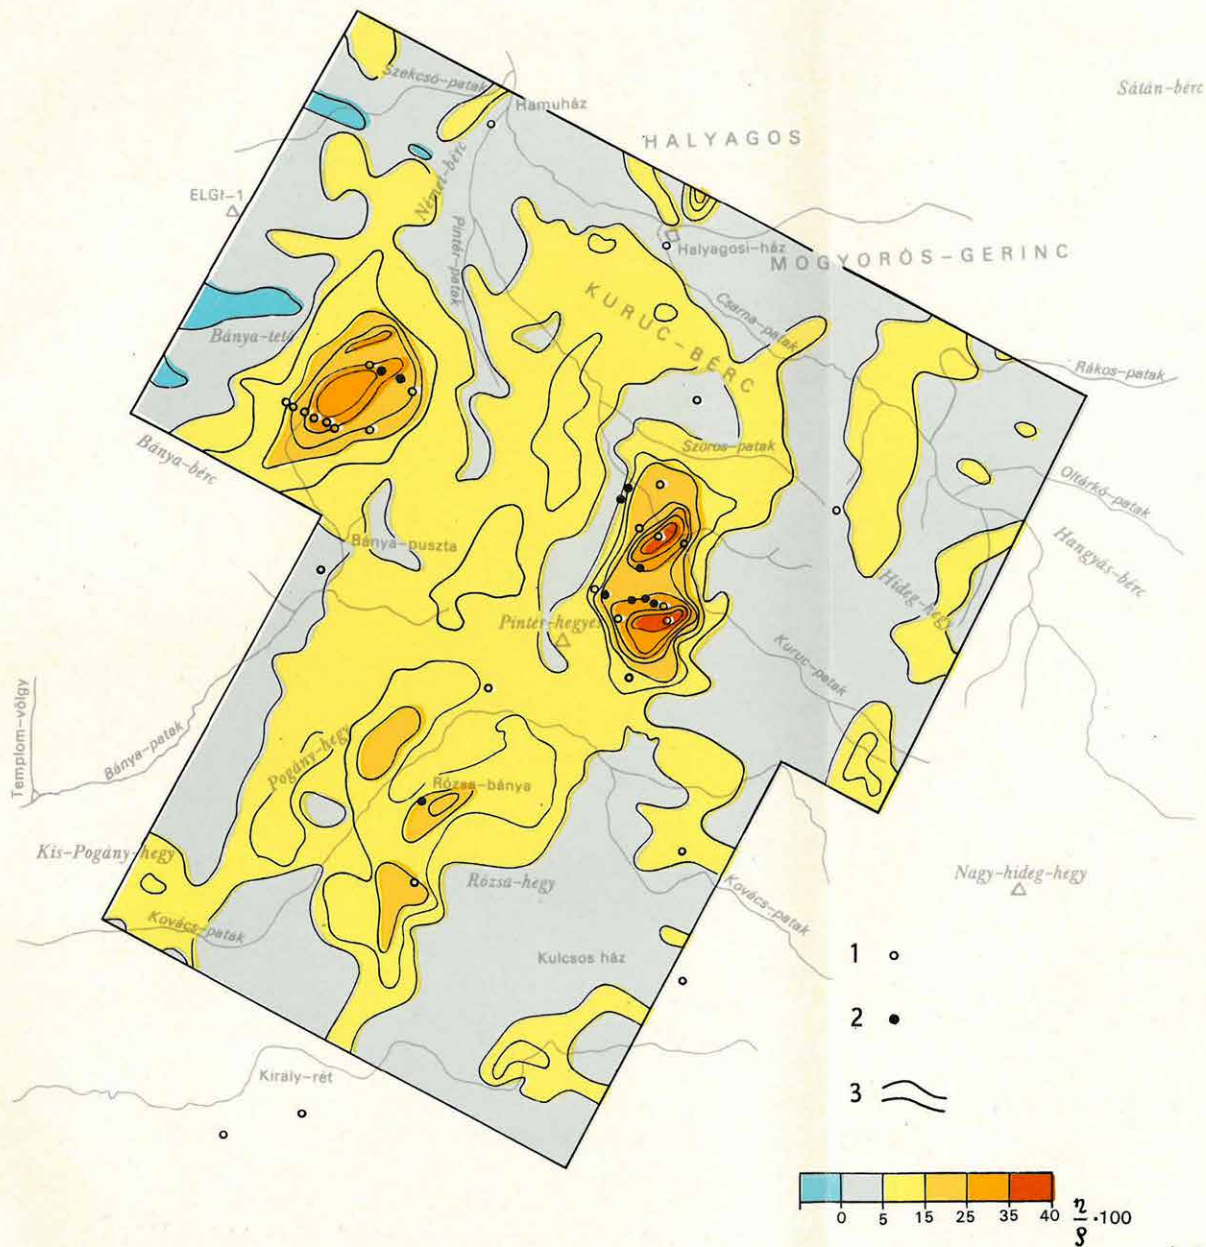 Szekcsó-patak
Hamuház
Sátán-bérc
HALYAGOS
ELGI-1
Német-bérc
Pintér-patak
Halyagosi-ház
MOGYORÓS-GERINC
KURUC-BÉRC
Csarna-patak
Bánya-tető
Rákos-patak
Bánya-bérc
Szoros-patak
Oltárkő-patak
Bánya-puszta
Hangyás-bérc
Hideg-hegy
Pintér-hegyes
Kuruc-patak
Templom-völgy
Bánya-patak
Pogány-hegy
Rózsa-bánya
Kis-Pogány-hegy
Rózsa-hegy
Nagy-hideg-hegy
Kovács-patak
Kovács-patak
Kulcsos ház
1
2
3
Király-rét
0 5 15 25 35 40 η/ρ·100